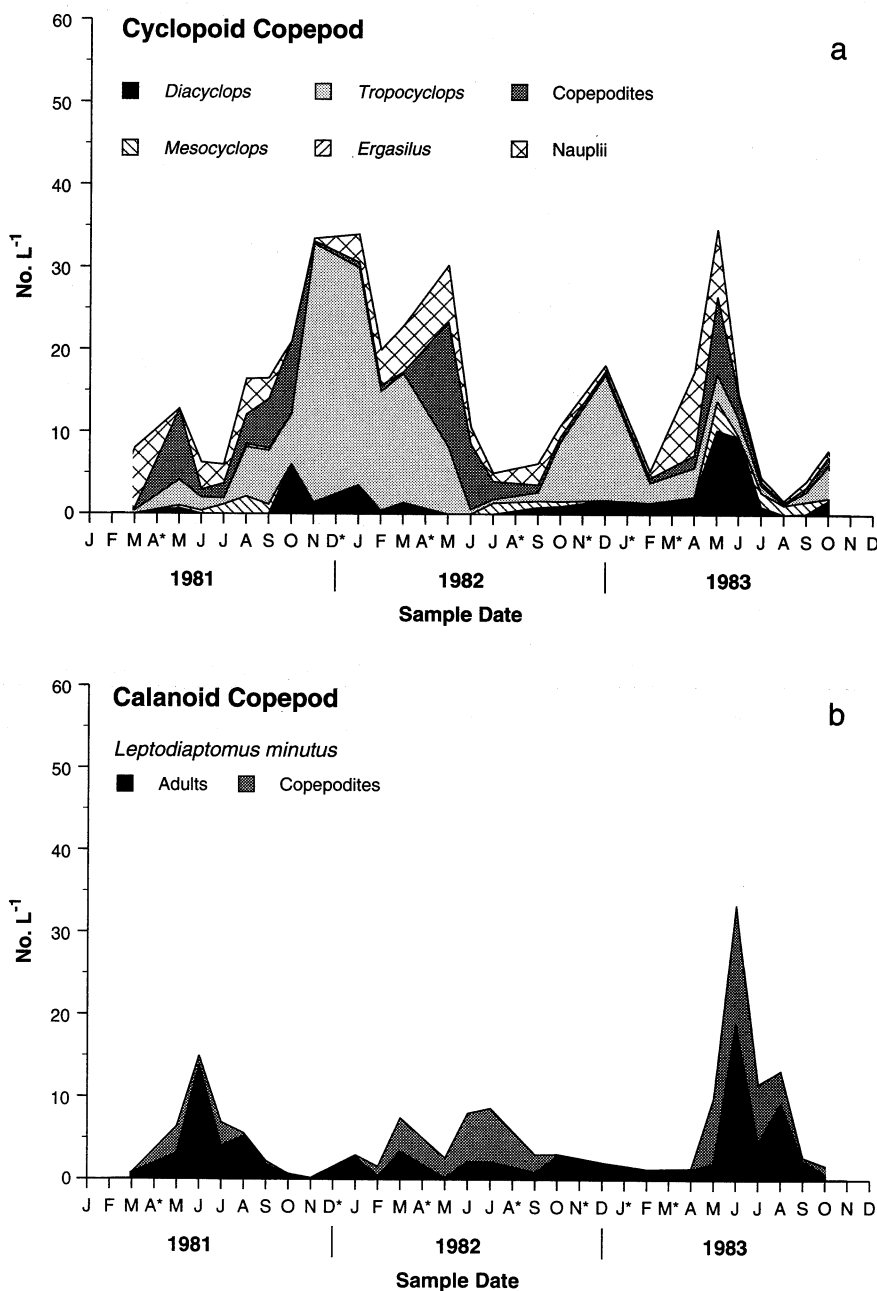 Cyclopoid Copepod
a
Diacyclops Tropocyclops Copepodites
Mesocyclops Ergasilus Nauplii
60
50
40
30
20
10
0
No. L-1
J F M A* M J J A S O N D* J F M A* M J J A* S O N* D J* F M* A M J J A S O N D
1981 1982 1983
Sample Date
Calanoid Copepod
b
Leptodiaptomus minutus
Adults Copepodites
60
50
40
30
20
10
0
No. L-1
J F M A* M J J A S O N D* J F M A* M J J A* S O N* D J* F M* A M J J A S O N D
1981 1982 1983
Sample Date